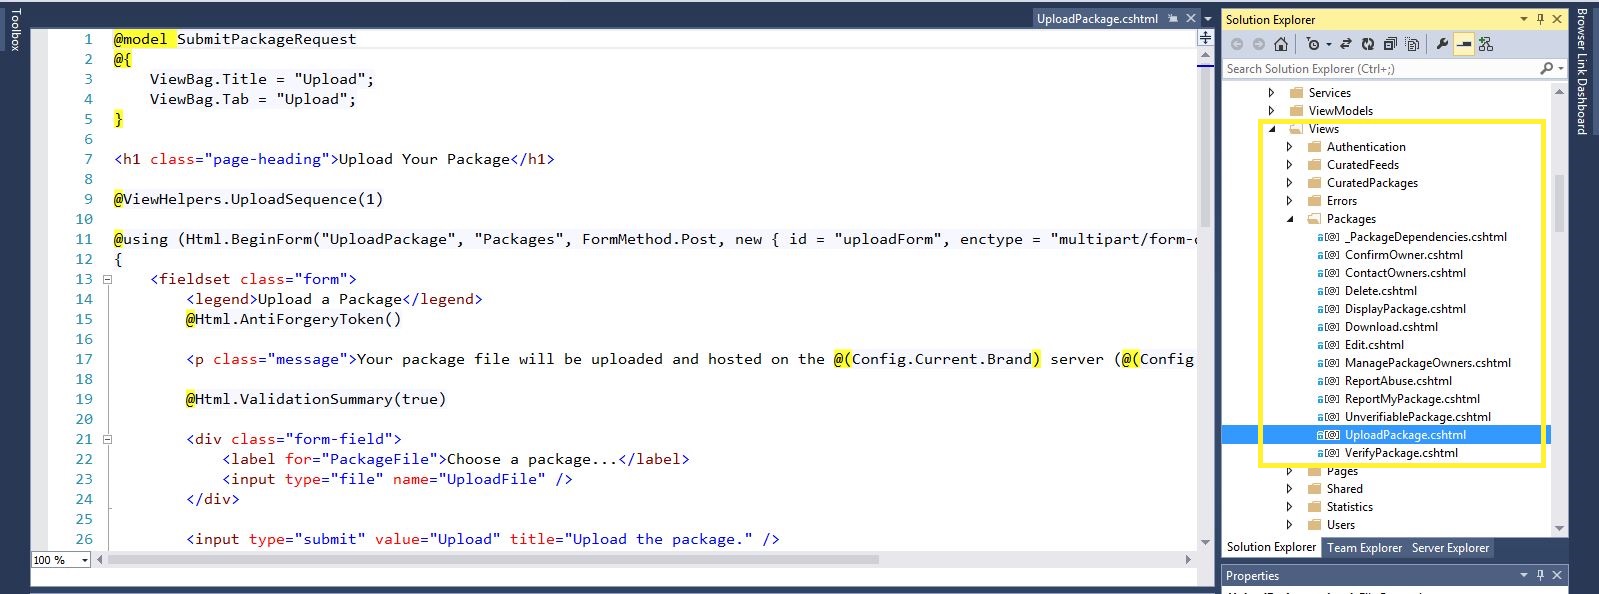 Toolbox
UploadPackage.cshtml
1 @model SubmitPackageRequest
2 @{
3 ViewBag.Title = "Upload";
4 ViewBag.Tab = "Upload";
5 }
6
7 <h1 class="page-heading">Upload Your Package</h1>
8
9 @ViewHelpers.UploadSequence(1)
10
11 @using (Html.BeginForm("UploadPackage", "Packages", FormMethod.Post, new { id = "uploadForm", enctype = "multipart/form-
12 {
13 <fieldset class="form">
14 <legend>Upload a Package</legend>
15 @Html.AntiForgeryToken()
16
17 <p class="message">Your package file will be uploaded and hosted on the @(Config.Current.Brand) server (@(Config
18
19 @Html.ValidationSummary(true)
20
21 <div class="form-field">
22 <label for="PackageFile">Choose a package...</label>
23 <input type="file" name="UploadFile" />
24 </div>
25
26 <input type="submit" value="Upload" title="Upload the package." />
100 %
Solution Explorer
Search Solution Explorer (Ctrl+;)
Services
ViewModels
Views
Authentication
CuratedFeeds
CuratedPackages
Errors
Packages
_PackageDependencies.cshtml
ConfirmOwner.cshtml
ContactOwners.cshtml
Delete.cshtml
DisplayPackage.cshtml
Download.cshtml
Edit.cshtml
ManagePackageOwners.cshtml
ReportAbuse.cshtml
ReportMyPackage.cshtml
UnverifiablePackage.cshtml
UploadPackage.cshtml
VerifyPackage.cshtml
Pages
Shared
Statistics
Users
Solution Explorer Team Explorer Server Explorer
Properties
Browser Link Dashboard